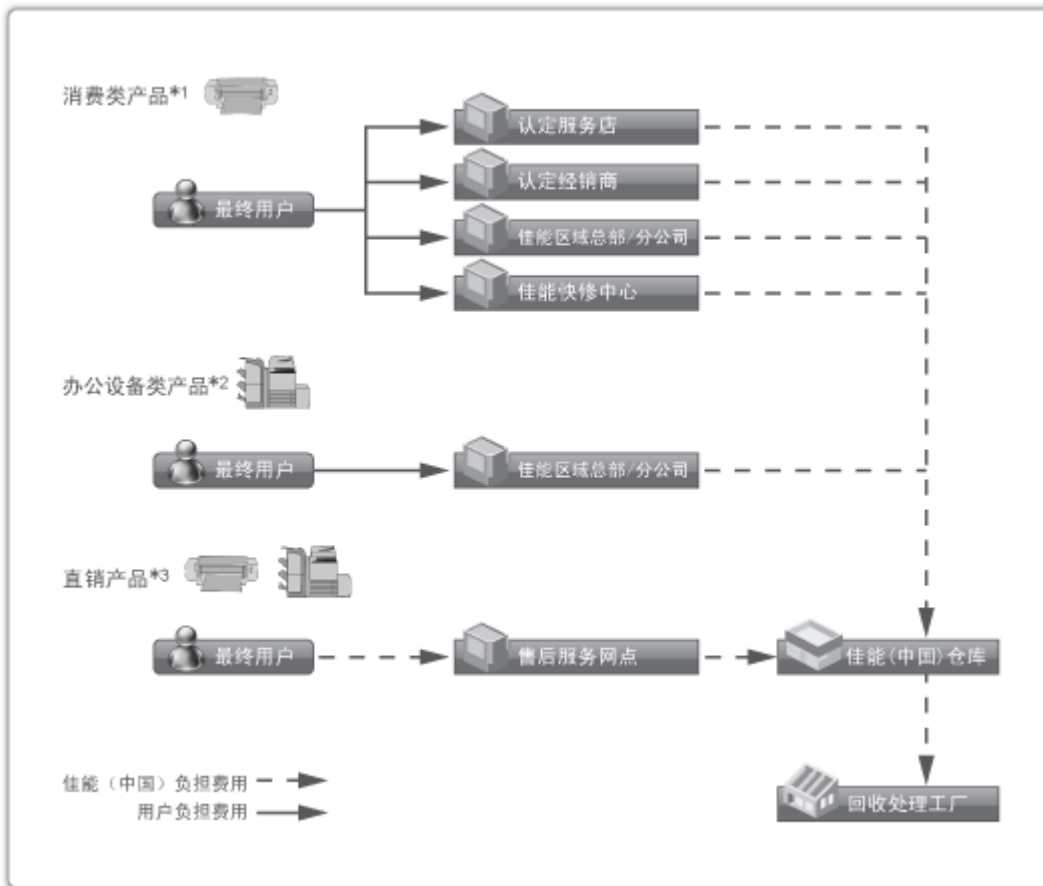 消费类产品*1
认定服务店
认定经销商
最终用户
佳能区域总部/分公司
佳能快修中心
办公设备类产品*2
最终用户
佳能区域总部/分公司
直销产品*3
最终用户
售后服务网点
佳能(中国)仓库
佳能（中国）负担费用
用户负担费用
回收处理工厂